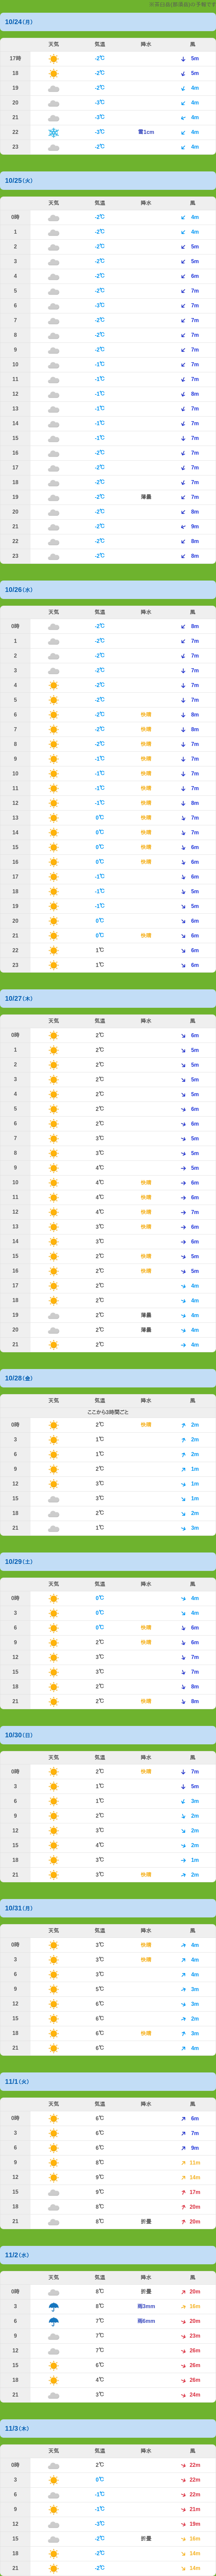 10/24(月)
天気 気温 降水 風
17時 -2℃ 5m
18 -2℃ 5m
19 -2℃ 4m
20 -3℃ 4m
21 -3℃ 4m
22 -3℃ 雪1cm 4m
23 -2℃ 4m
10/25(火)
天気 気温 降水 風
0時 -2℃ 4m
1 -2℃ 4m
2 -2℃ 5m
3 -2℃ 5m
4 -2℃ 6m
5 -2℃ 7m
6 -3℃ 7m
7 -2℃ 7m
8 -2℃ 7m
9 -2℃ 7m
10 -1℃ 7m
11 -1℃ 7m
12 -1℃ 8m
13 -1℃ 7m
14 -1℃ 7m
15 -1℃ 7m
16 -2℃ 7m
17 -2℃ 7m
18 -2℃ 7m
19 -2℃ 薄曇 7m
20 -2℃ 8m
21 -2℃ 9m
22 -2℃ 8m
23 -2℃ 8m
10/26(水)
天気 気温 降水 風
0時 -2℃ 8m
1 -2℃ 7m
2 -2℃ 7m
3 -2℃ 7m
4 -2℃ 7m
5 -2℃ 7m
6 -2℃ 快晴 8m
7 -2℃ 快晴 8m
8 -2℃ 快晴 7m
9 -1℃ 快晴 7m
10 -1℃ 快晴 7m
11 -1℃ 快晴 7m
12 -1℃ 快晴 8m
13 0℃ 快晴 7m
14 0℃ 快晴 7m
15 0℃ 快晴 6m
16 0℃ 快晴 6m
17 -1℃ 6m
18 -1℃ 5m
19 -1℃ 5m
20 0℃ 6m
21 0℃ 快晴 6m
22 1℃ 6m
23 1℃ 6m
10/27(木)
天気 気温 降水 風
0時 2℃ 6m
1 2℃ 5m
2 2℃ 5m
3 2℃ 5m
4 2℃ 5m
5 2℃ 6m
6 2℃ 6m
7 3℃ 5m
8 3℃ 5m
9 4℃ 5m
10 4℃ 快晴 6m
11 4℃ 快晴 6m
12 4℃ 快晴 7m
13 3℃ 快晴 6m
14 3℃ 6m
15 2℃ 快晴 5m
16 2℃ 快晴 5m
17 2℃ 4m
18 2℃ 4m
19 2℃ 薄曇 4m
20 2℃ 薄曇 4m
21 2℃ 4m
10/28(金)
天気 気温 降水 風
ここから3時間ごと
0時 2℃ 快晴 2m
3 1℃ 2m
6 1℃ 2m
9 2℃ 1m
12 3℃ 1m
15 3℃ 1m
18 2℃ 2m
21 1℃ 3m
10/29(土)
天気 気温 降水 風
0時 0℃ 4m
3 0℃ 4m
6 0℃ 快晴 6m
9 2℃ 快晴 6m
12 3℃ 7m
15 3℃ 7m
18 2℃ 8m
21 2℃ 快晴 8m
10/30(日)
天気 気温 降水 風
0時 2℃ 快晴 7m
3 1℃ 5m
6 1℃ 3m
9 2℃ 2m
12 3℃ 2m
15 4℃ 2m
18 3℃ 1m
21 3℃ 快晴 2m
10/31(月)
天気 気温 降水 風
0時 3℃ 快晴 4m
3 3℃ 快晴 4m
6 3℃ 4m
9 5℃ 3m
12 6℃ 3m
15 6℃ 2m
18 6℃ 快晴 3m
21 6℃ 4m
11/1(火)
天気 気温 降水 風
0時 6℃ 6m
3 6℃ 7m
6 6℃ 9m
9 8℃ 11m
12 9℃ 14m
15 9℃ 17m
18 8℃ 20m
21 8℃ 折曇 20m
11/2(水)
天気 気温 降水 風
0時 8℃ 折曇 20m
3 8℃ 雨3mm 16m
6 7℃ 雨6mm 20m
9 7℃ 23m
12 7℃ 26m
15 6℃ 26m
18 4℃ 26m
21 3℃ 24m
11/3(木)
天気 気温 降水 風
0時 2℃ 22m
3 0℃ 22m
6 -1℃ 22m
9 -1℃ 21m
12 -3℃ 19m
15 -2℃ 折曇 16m
18 -2℃ 14m
21 -2℃ 14m